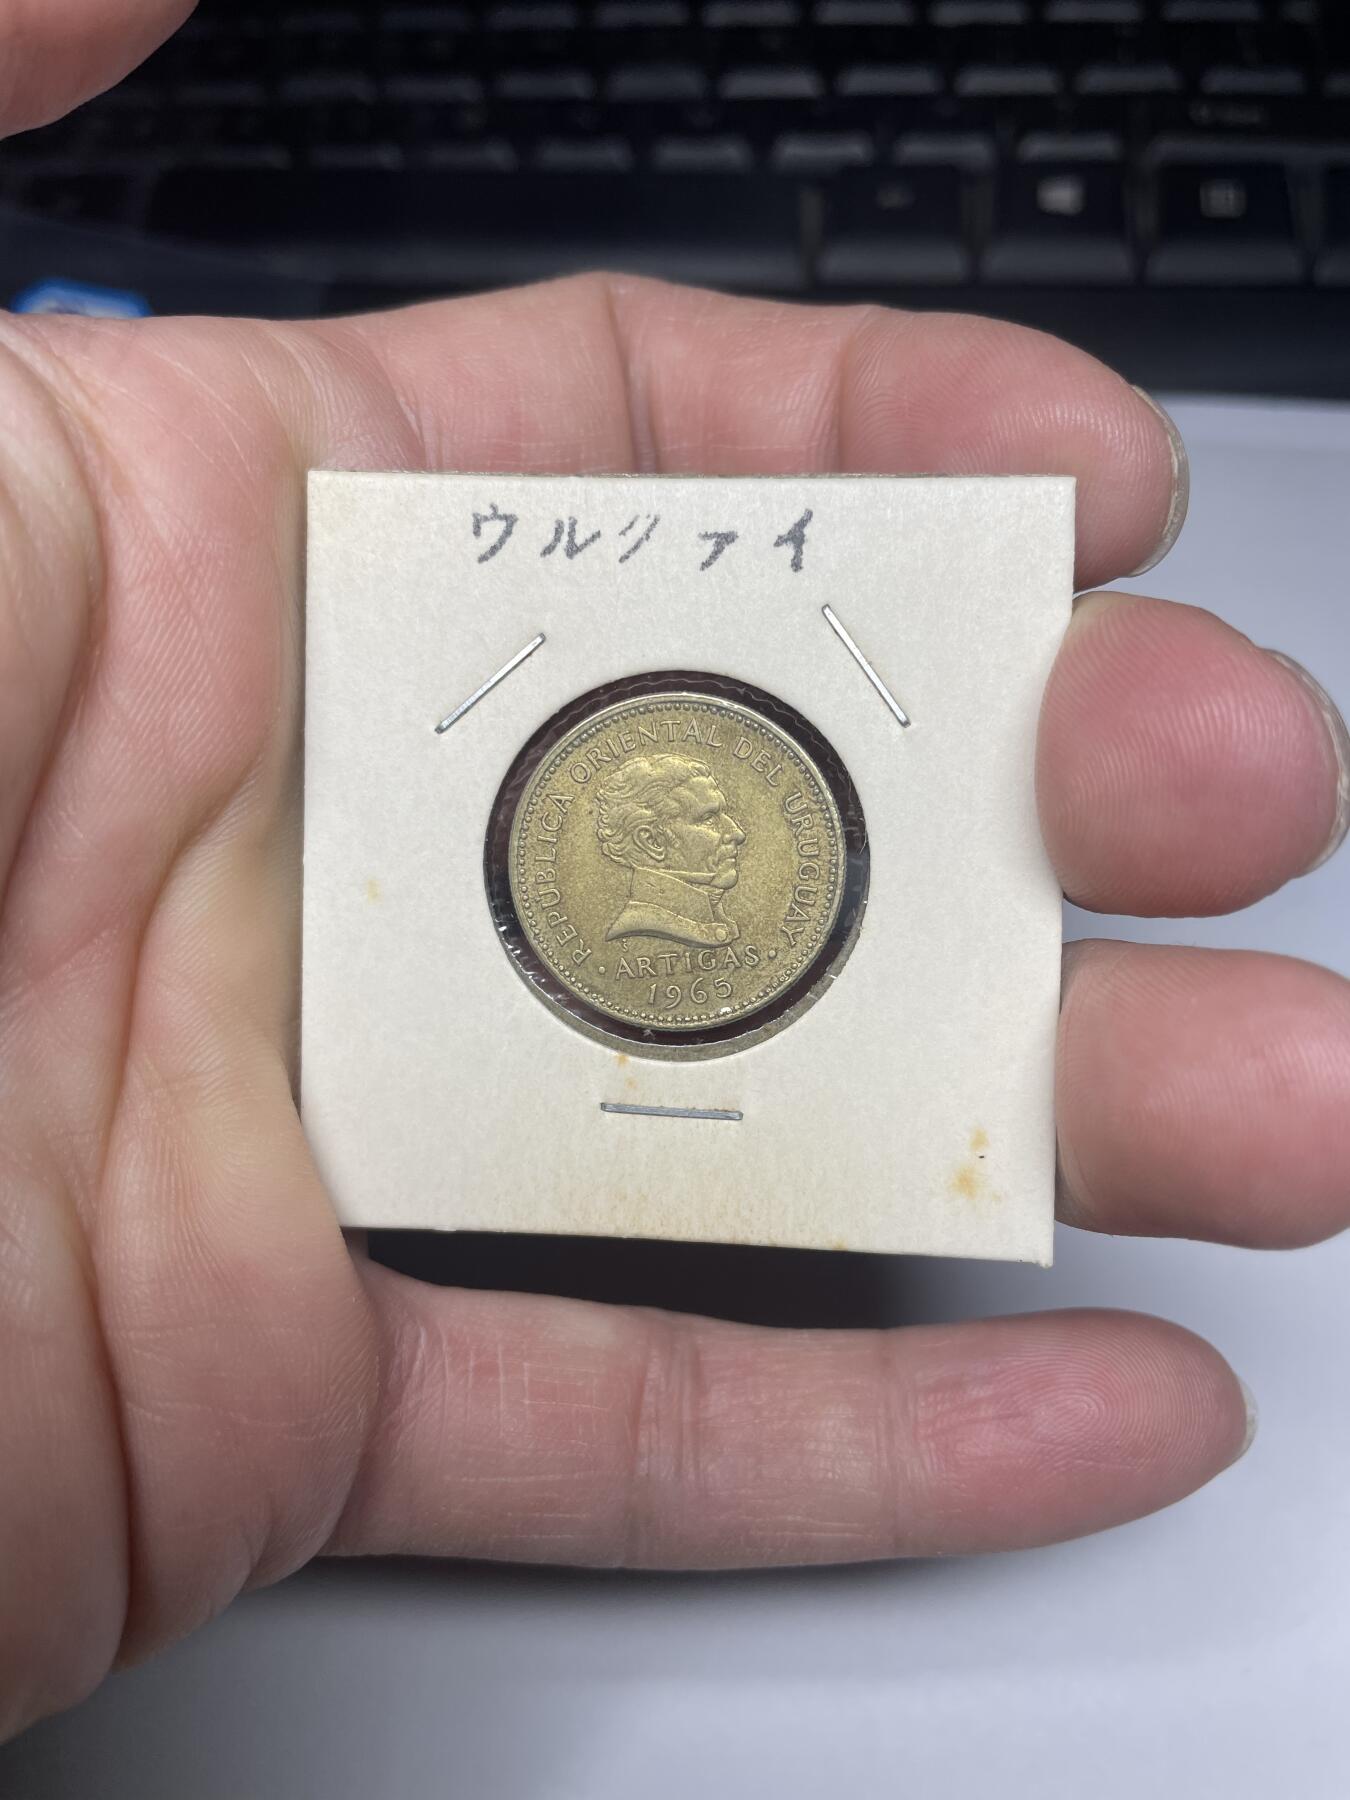 ウルグァイ
REPUBLICA ORIENTAL DEL URUGUAY
· ARTIGAS ·
1965